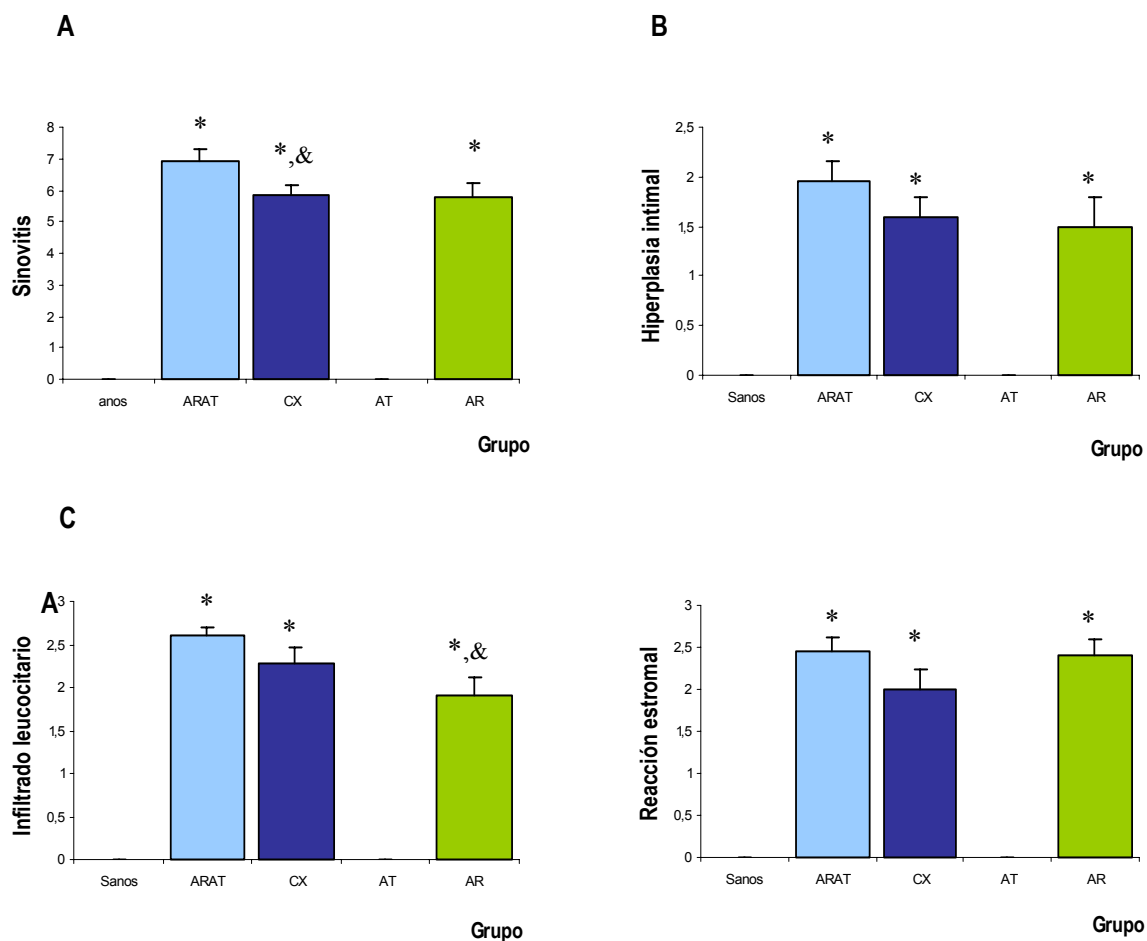 A
B
Sinovitis
8
7
6
5
4
3
2
1
0
*
*,&
*
anos
ARAT
CX
AT
AR
Grupo
Hiperplasia intimal
2,5
2
1,5
1
0,5
0
*
*
*
Sanos
ARAT
CX
AT
AR
Grupo
C
A
Infiltrado leucocitario
3
2,5
2
1,5
1
0,5
0
*
*
*,&
Sanos
ARAT
CX
AT
AR
Grupo
Reacción estromal
3
2,5
2
1,5
1
0,5
0
*
*
*
Sanos
ARAT
CX
AT
AR
Grupo